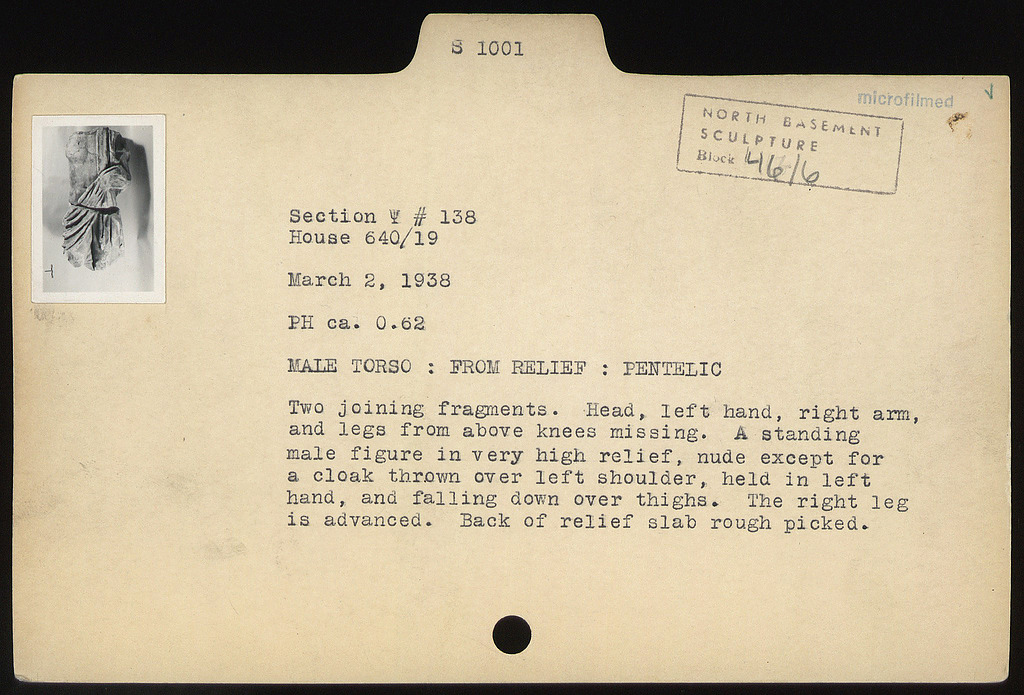 S 1001
microfilmed
NORTH BASEMENT
SCULPTURE
Block 4616
Section Ψ # 138
House 640/19
March 2, 1938
PH ca. 0.62
MALE TORSO : FROM RELIEF : PENTELIC
Two joining fragments. Head, left hand, right arm,
and legs from above knees missing. A standing
male figure in very high relief, nude except for
a cloak thrown over left shoulder, held in left
hand, and falling down over thighs. The right leg
is advanced. Back of relief slab rough picked.